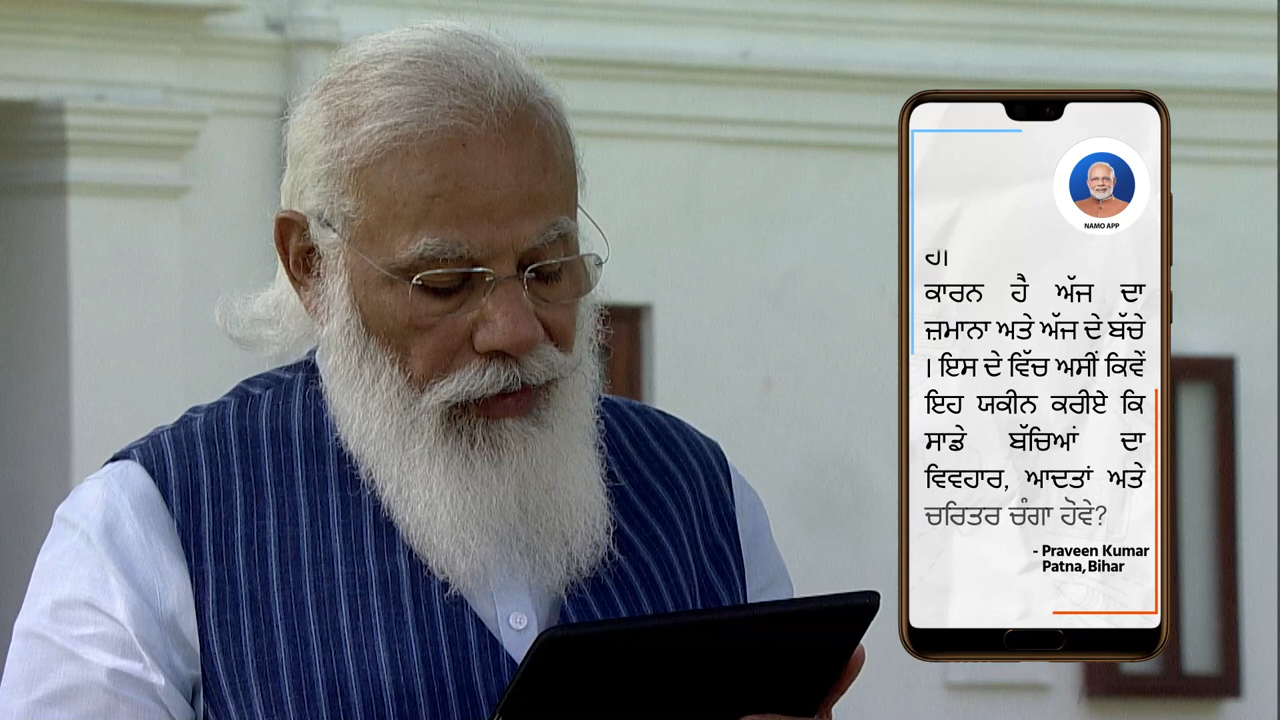 NAMO APP
ਕਾਰਨ ਹੈ ਅੱਜ ਦਾ
ਜ਼ਮਾਨਾ ਅਤੇ ਅੱਜ ਦੇ ਬੱਚੇ
। ਇਸ ਦੇ ਵਿੱਚ ਅਸੀਂ ਕਿਵੇਂ
ਇਹ ਯਕੀਨ ਕਰੀਏ ਕਿ
ਸਾਡੇ ਬੱਚਿਆਂ ਦਾ
ਵਿਵਹਾਰ, ਆਦਤਾਂ ਅਤੇ
ਚਰਿਤਰ ਚੰਗਾ ਹੋਵੇ?
- Praveen Kumar
Patna, Bihar